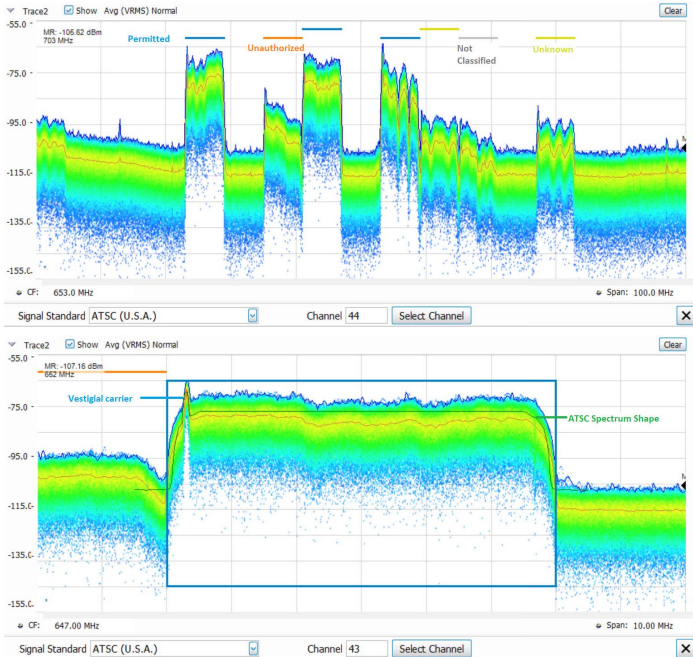 Trace2 Show Avg (VRMS) Normal Clear
-55.0
MR: -106.62 dBm
703 MHz
Permitted
Unauthorized
Not
Classified
Unknown
-75.0
-95.0
-115.0
-135.0
-155.0
M
CF: 653.0 MHz Span: 100.0 MHz
Signal Standard ATSC (U.S.A.) Channel 44 Select Channel X
Trace2 Show Avg (VRMS) Normal Clear
-55.0
MR: -107.16 dBm
662 MHz
Vestigial carrier
ATSC Spectrum Shape
-75.0
-95.0
-115.0
-135.0
-155.0
M
CF: 647.00 MHz Span: 10.00 MHz
Signal Standard ATSC (U.S.A.) Channel 43 Select Channel X